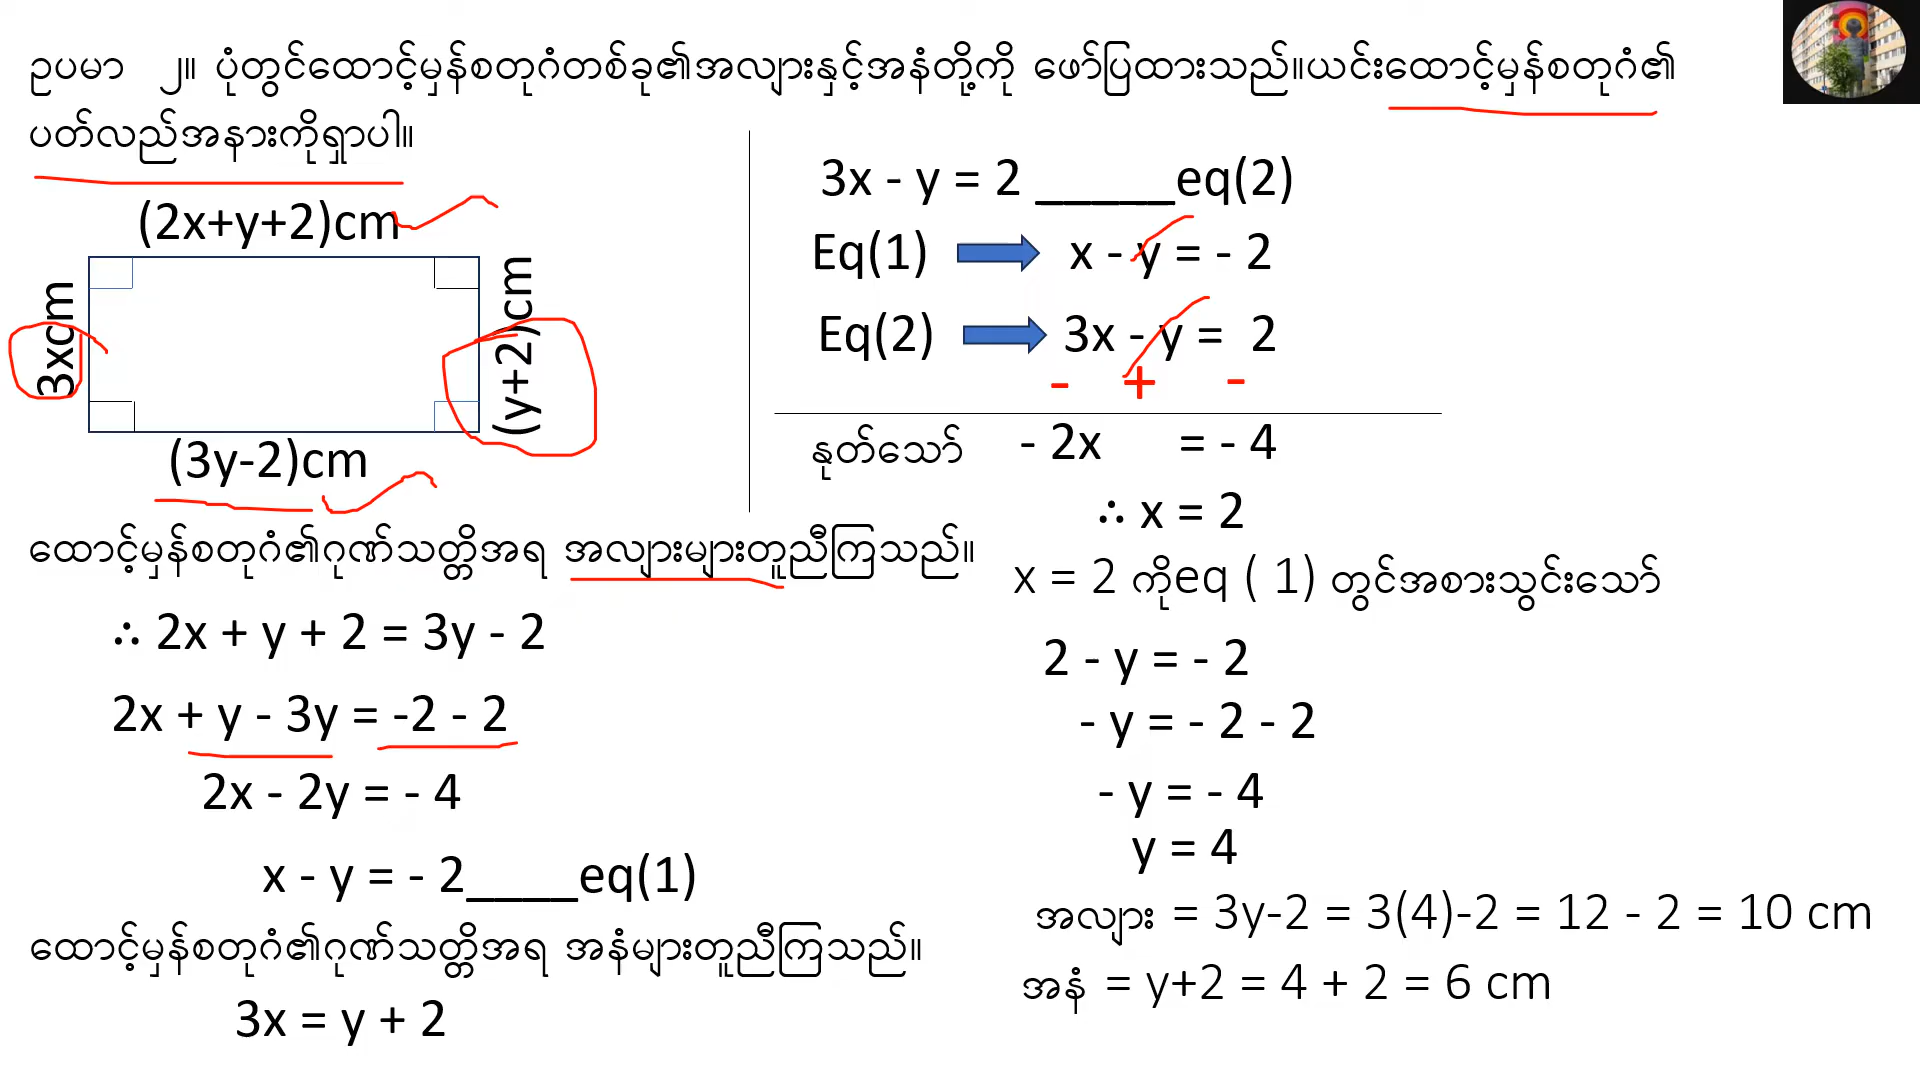 ဥပမာ ၂။ ပုံတွင်ထောင့်မှန်စတုဂံတစ်ခု၏အလျားနှင့်အနံတို့ကို ဖော်ပြထားသည်။ယင်းထောင့်မှန်စတုဂံ၏
ပတ်လည်အနားကိုရှာပါ။
(2x+y+2)cm
3xcm
(y+2)cm
(3y-2)cm
ထောင့်မှန်စတုဂံ၏ဂုဏ်သတ္တိအရ အလျားများတူညီကြသည်။
∴ 2x + y + 2 = 3y - 2
2x + y - 3y = -2 - 2
2x - 2y = - 4
x - y = - 2____eq(1)
ထောင့်မှန်စတုဂံ၏ဂုဏ်သတ္တိအရ အနံများတူညီကြသည်။
3x = y + 2
3x - y = 2 _____eq(2)
Eq(1) x - y = - 2
Eq(2) 3x - y = 2
- + -
နုတ်သော် - 2x = - 4
∴ x = 2
x = 2 ကိုeq ( 1) တွင်အစားသွင်းသော်
2 - y = - 2
- y = - 2 - 2
- y = - 4
y = 4
အလျား = 3y-2 = 3(4)-2 = 12 - 2 = 10 cm
အနံ = y+2 = 4 + 2 = 6 cm